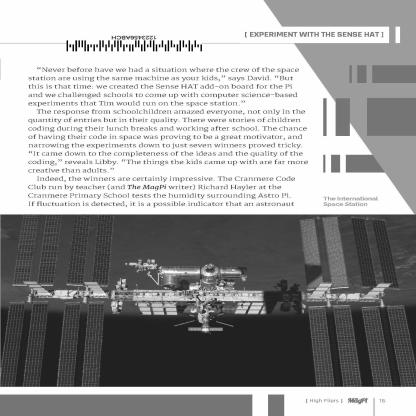 [ EXPERIMENT WITH THE SENSE HAT ]
122334556ABCH
“Never before have we had a situation where the crew of the space
station are using the same machine as your kids,” says David. “But
this is that time: we created the Sense HAT add-on board for the Pi
and we challenged schools to come up with computer science-based
experiments that Tim would run on the space station.”
The response from schoolchildren amazed everyone, not only in the
quantity of entries but in their quality. There were stories of children
coding during their lunch breaks and working after school. The chance
of having their code in space was proving to be a great motivator, and
narrowing the experiments down to just seven winners proved tricky.
“It came down to the completeness of the ideas and the quality of the
coding,” reveals Libby. “The things the kids came up with are far more
creative than adults.”
Indeed, the winners are certainly impressive. The Cranmere Code
Club run by teacher (and The MagPi writer) Richard Hayler at the
Cranmere Primary School tests the humidity surrounding Astro Pi.
If fluctuation is detected, it is a possible indicator that an astronaut
The International
Space Station
[ High Fliers ] MagPi 15